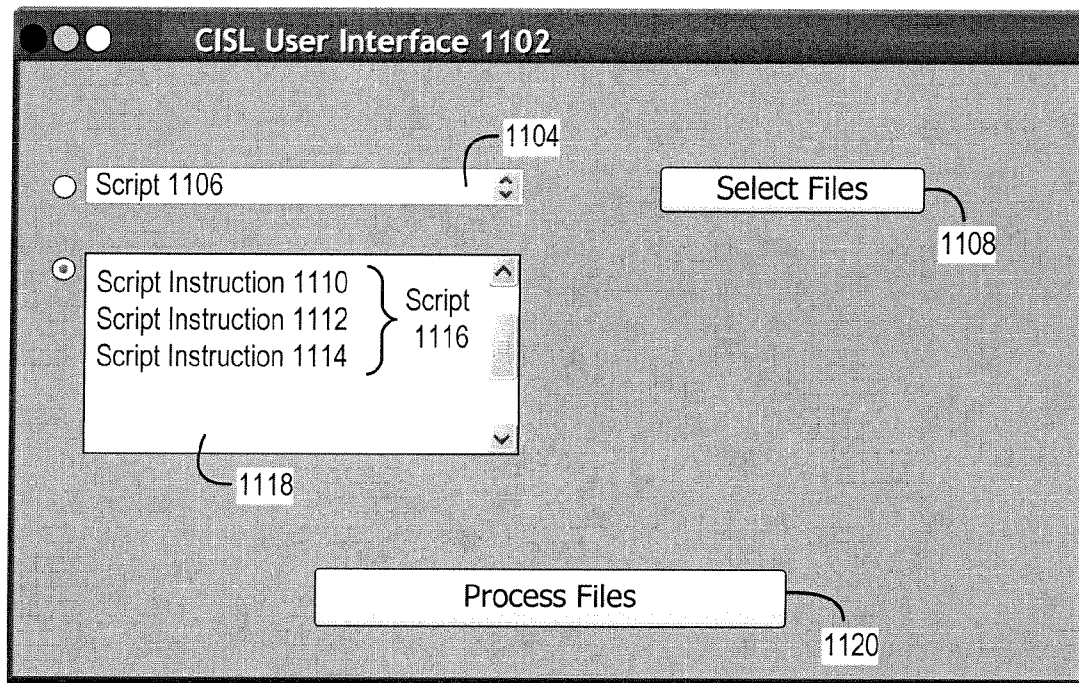 CISL User Interface 1102
1104
Script 1106
Select Files
1108
Script Instruction 1110
Script Instruction 1112
Script Instruction 1114
Script
1116
1118
Process Files
1120